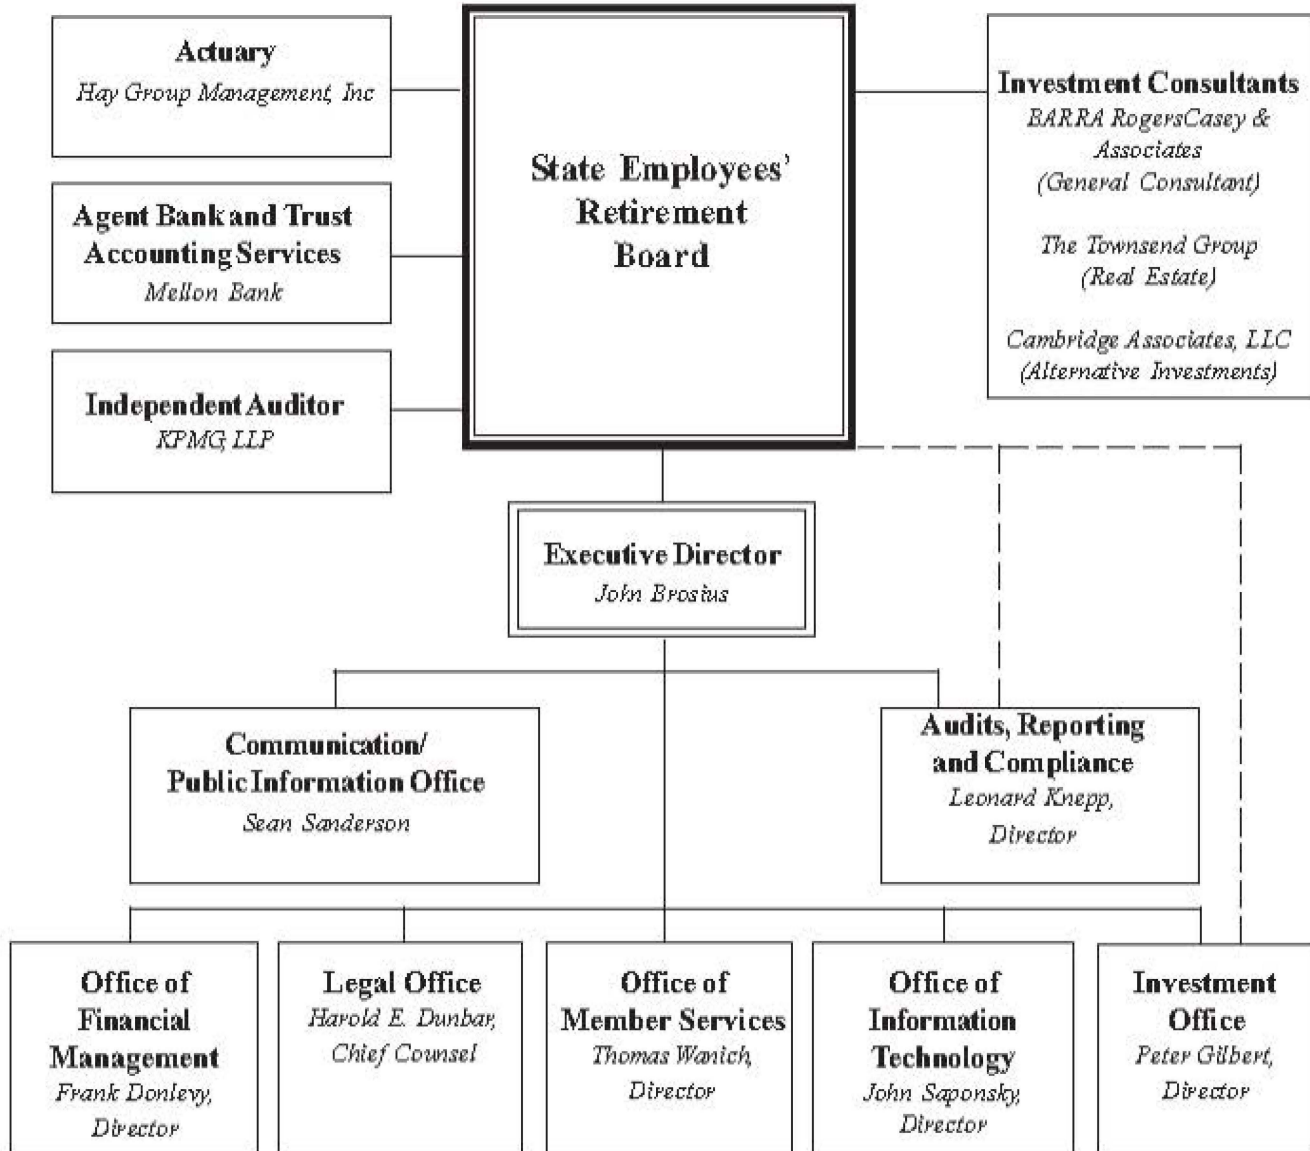 Actuary
Hay Group Management, Inc
Agent Bank and Trust
Accounting Services
Mellon Bank
Independent Auditor
KPMG, LLP
State Employees'
Retirement
Board
Investment Consultants
BARRA RogersCasey &
Associates
(General Consultant)
The Townsend Group
(Real Estate)
Cambridge Associates, LLC
(Alternative Investments)
Executive Director
John Brosius
Communication/
Public Information Office
Sean Sanderson
Audits, Reporting
and Compliance
Leonard Knepp,
Director
Office of
Financial
Management
Frank Donlevy,
Director
Legal Office
Harold E. Dunbar,
Chief Counsel
Office of
Member Services
Thomas Wanich,
Director
Office of
Information
Technology
John Saponsky,
Director
Investment
Office
Peter Gilbert,
Director